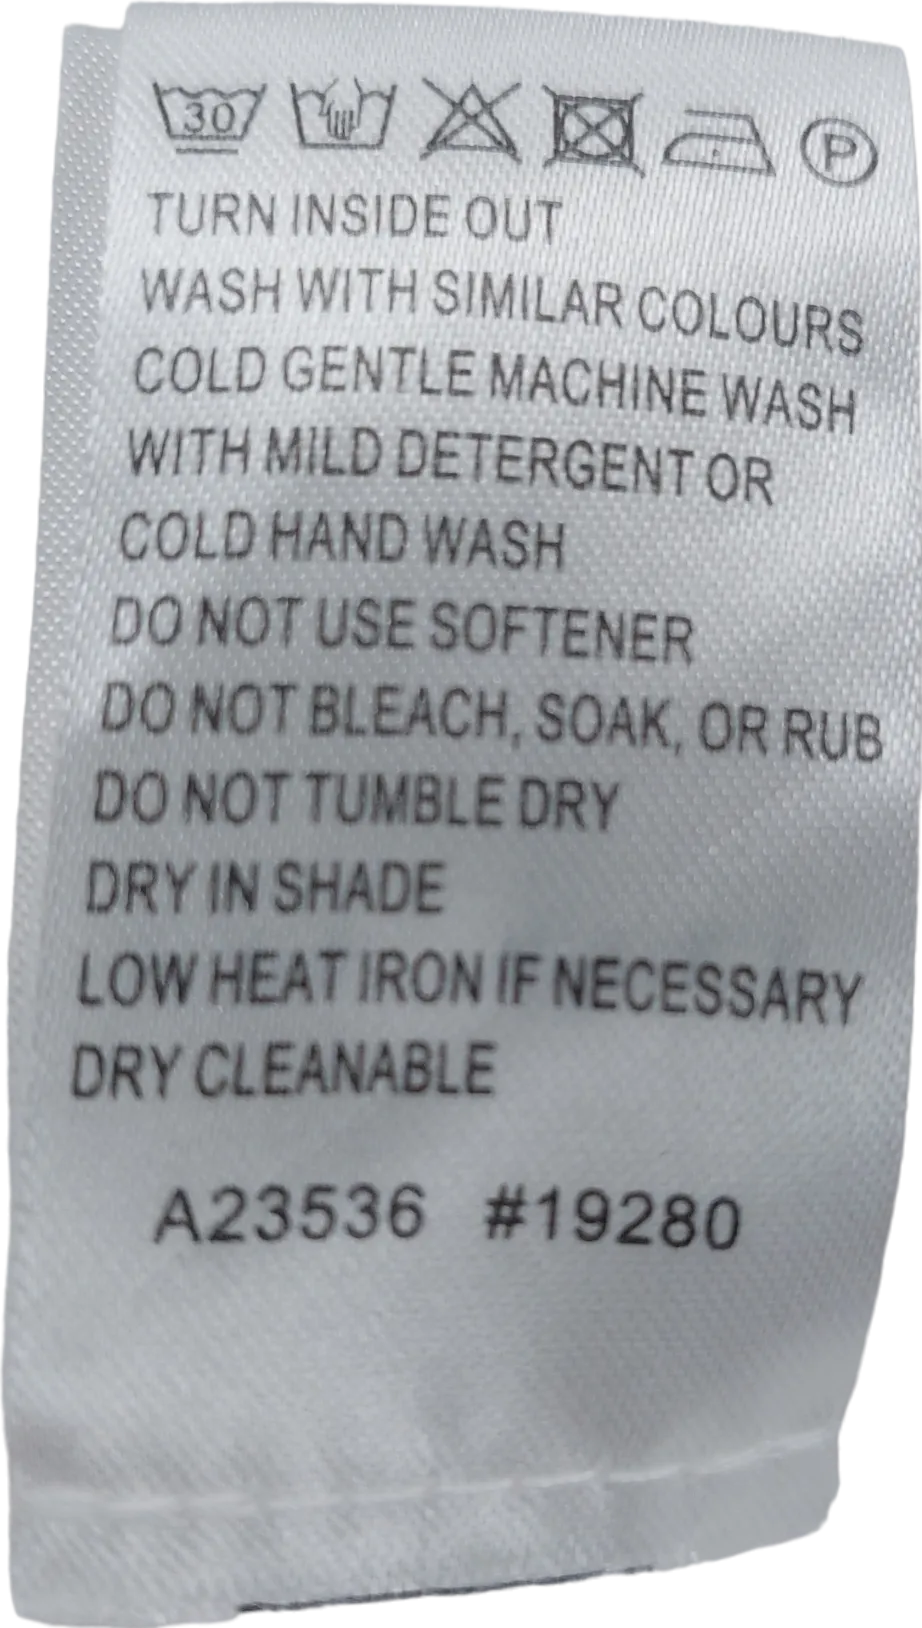 30 P
TURN INSIDE OUT
WASH WITH SIMILAR COLOURS
COLD GENTLE MACHINE WASH
WITH MILD DETERGENT OR
COLD HAND WASH
DO NOT USE SOFTENER
DO NOT BLEACH, SOAK, OR RUB
DO NOT TUMBLE DRY
DRY IN SHADE
LOW HEAT IRON IF NECESSARY
DRY CLEANABLE
A23536 #19280